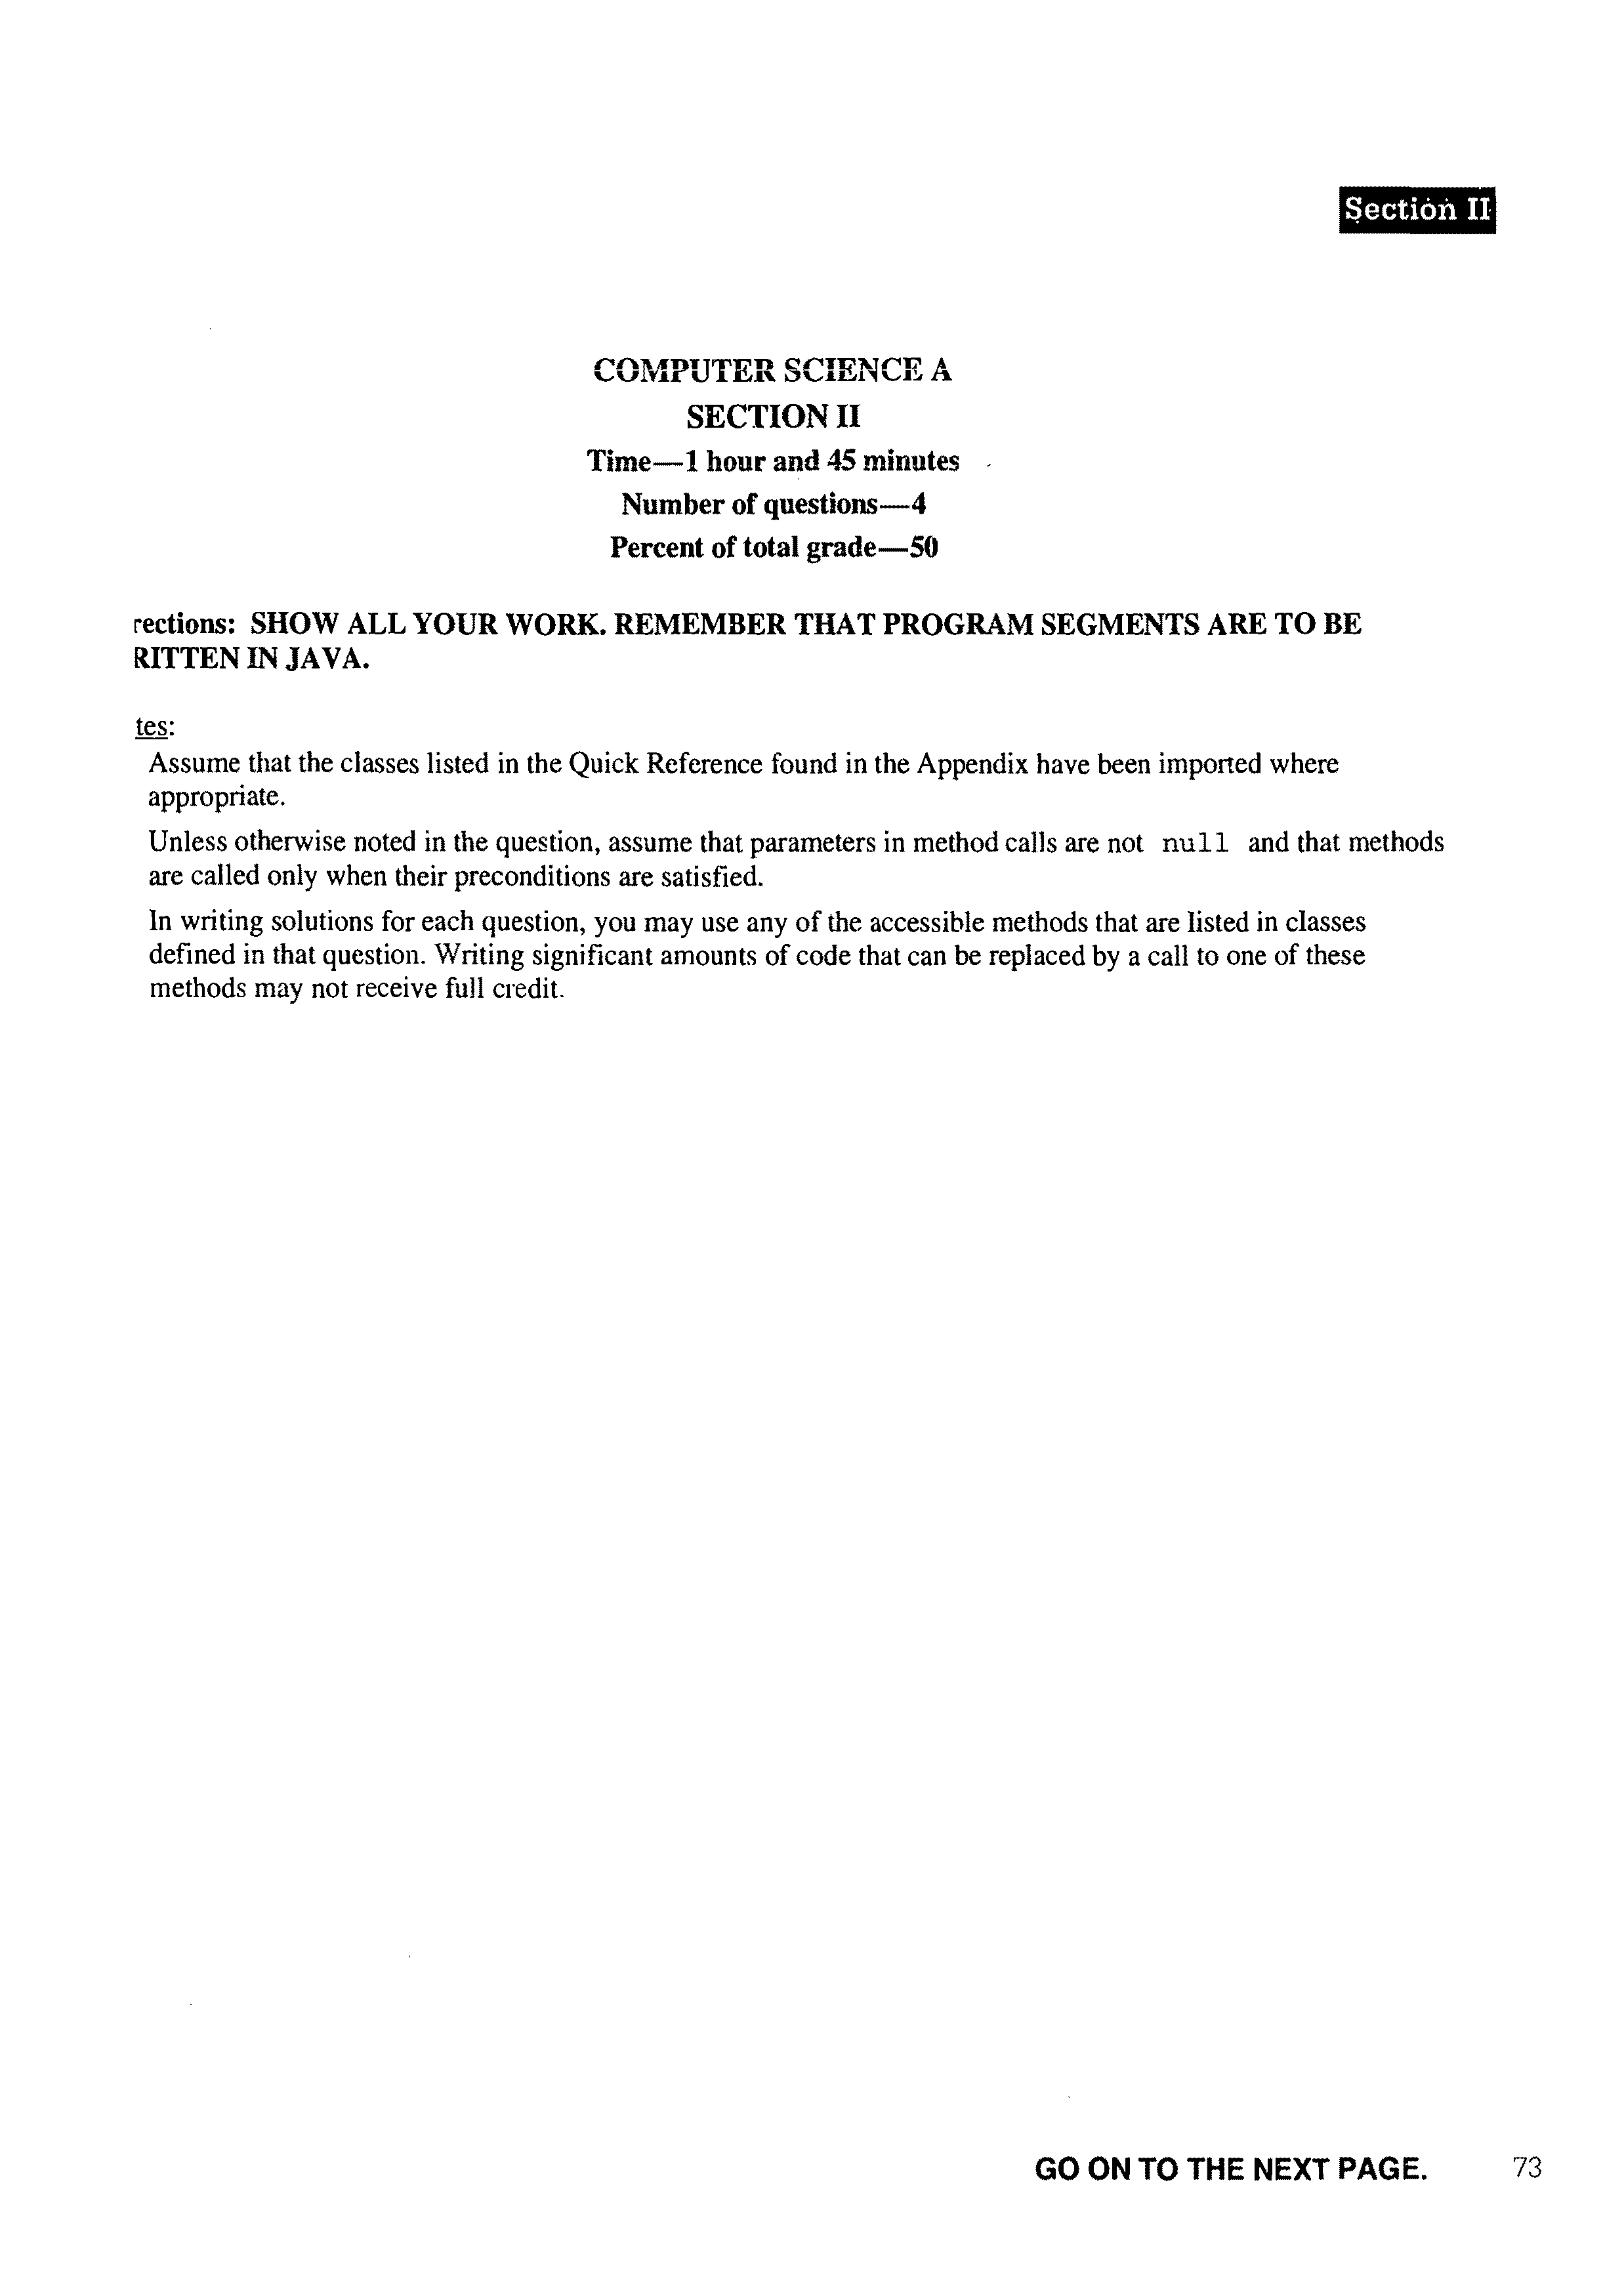 Section II
COMPUTER SCIENCE A
SECTION II
Time—1 hour and 45 minutes
Number of questions—4
Percent of total grade—50
rections: SHOW ALL YOUR WORK. REMEMBER THAT PROGRAM SEGMENTS ARE TO BE
RITTEN IN JAVA.
tes:
Assume that the classes listed in the Quick Reference found in the Appendix have been imported where
appropriate.
Unless otherwise noted in the question, assume that parameters in method calls are not null and that methods
are called only when their preconditions are satisfied.
In writing solutions for each question, you may use any of the accessible methods that are listed in classes
defined in that question. Writing significant amounts of code that can be replaced by a call to one of these
methods may not receive full credit.
GO ON TO THE NEXT PAGE. 73